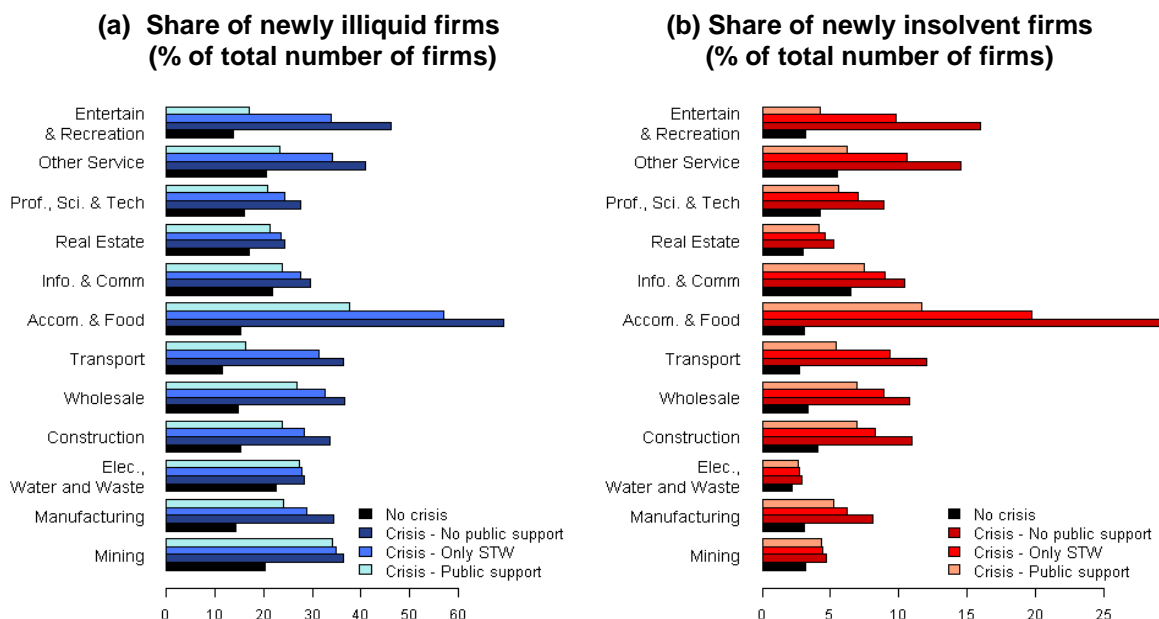 (a) Share of newly illiquid firms
(% of total number of firms)
Entertain
& Recreation
Other Service
Prof., Sci. & Tech
Real Estate
Info. & Comm
Accom. & Food
Transport
Wholesale
Construction
Elec.,
Water and Waste
Manufacturing
Mining
No crisis
Crisis - No public support
Crisis - Only STW
Crisis - Public support
0 10 20 30 40 50 60
(b) Share of newly insolvent firms
(% of total number of firms)
Entertain
& Recreation
Other Service
Prof., Sci. & Tech
Real Estate
Info. & Comm
Accom. & Food
Transport
Wholesale
Construction
Elec.,
Water and Waste
Manufacturing
Mining
No crisis
Crisis - No public support
Crisis - Only STW
Crisis - Public support
0 5 10 15 20 25